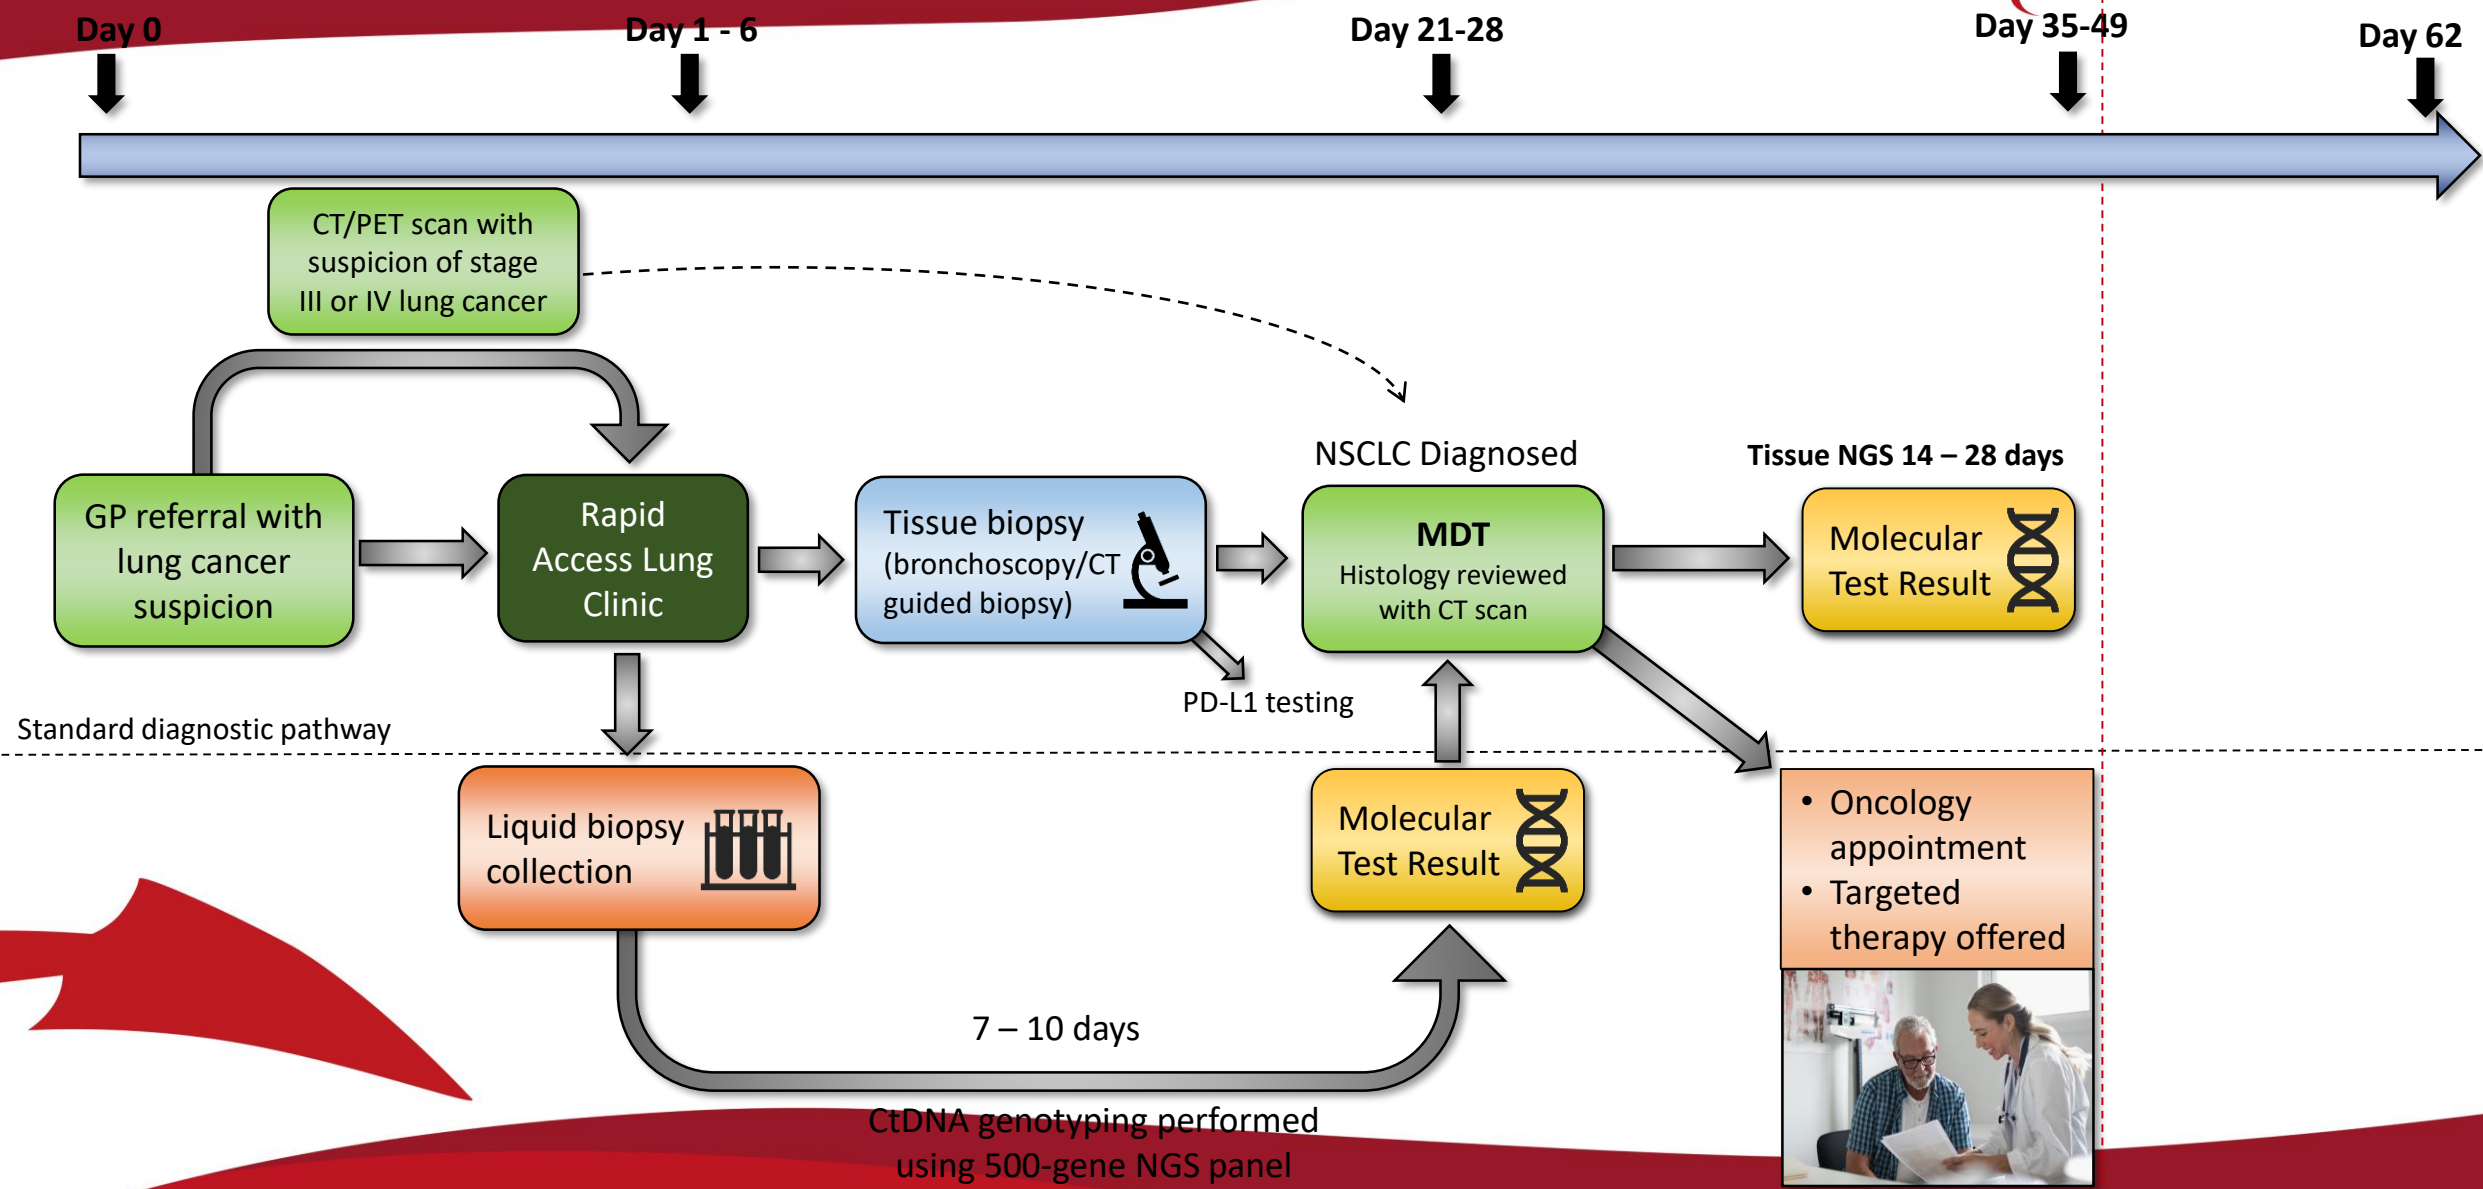 Day 0
Day 1 - 6
Day 21-28
Day 35-49
Day 62
CT/PET scan with
suspicion of stage
III or IV lung cancer
GP referral with
lung cancer
suspicion
Rapid
Access Lung
Clinic
Tissue biopsy
(bronchoscopy/CT
guided biopsy)
PD-L1 testing
NSCLC Diagnosed
MDT
Histology reviewed
with CT scan
Tissue NGS 14 – 28 days
Molecular
Test Result
Standard diagnostic pathway
Liquid biopsy
collection
7 – 10 days
CtDNA genotyping performed
using 500-gene NGS panel
Molecular
Test Result
• Oncology
appointment
• Targeted
therapy offered